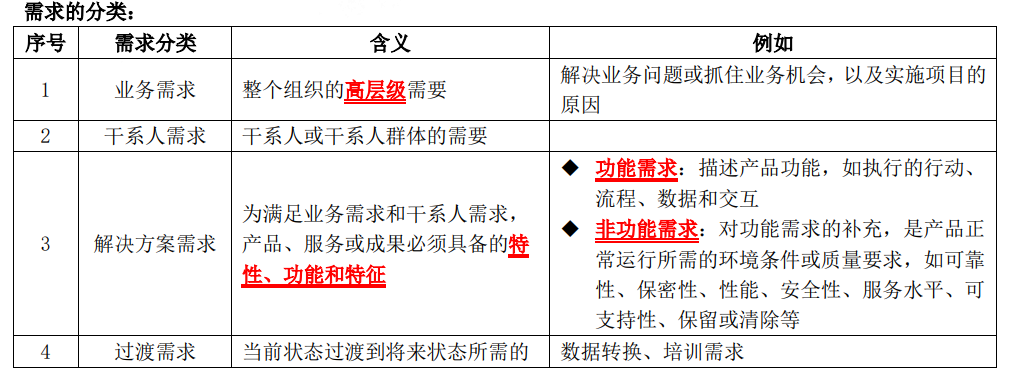 需求的分类：
序号 需求分类 含义 例如
1 业务需求 整个组织的高层级需要 解决业务问题或抓住业务机会，以及实施项目的
原因
2 干系人需求 干系人或干系人群体的需要
3 解决方案需求 为满足业务需求和干系人需求，
产品、服务或成果必须具备的特
性、功能和特征
◆ 功能需求：描述产品功能，如执行的行动、
流程、数据和交互
◆ 非功能需求：对功能需求的补充，是产品正
常运行所需的环境条件或质量要求，如可靠
性、保密性、性能、安全性、服务水平、可
支持性、保留或清除等
4 过渡需求 当前状态过渡到将来状态所需的 数据转换、培训需求